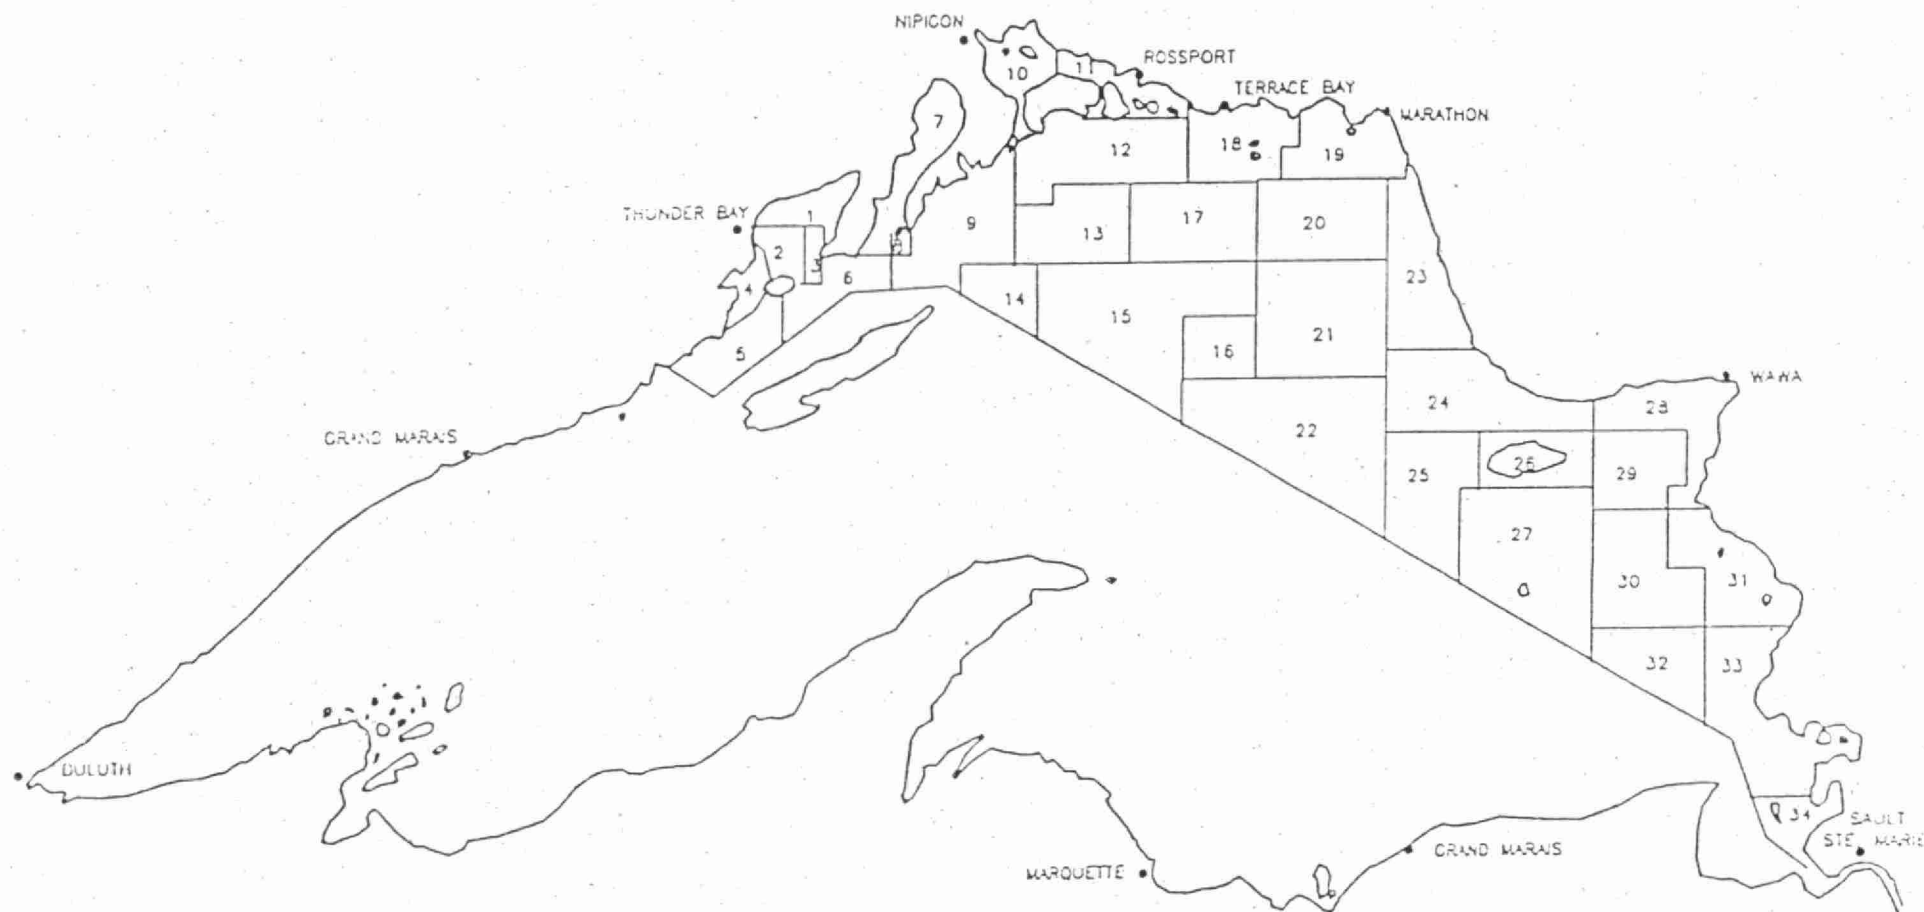 NIPIGON
ROSSPORT
TERRACE BAY
MARATHON
THUNDER BAY
WAWA
GRAND MARAIS
DULUTH
MARQUETTE
GRAND MARAIS
SAULT
STE. MARIE
1
2
3
4
5
6
7
9
10
11
12
13
14
15
16
17
18
19
20
21
22
23
24
25
26
27
28
29
30
31
32
33
34